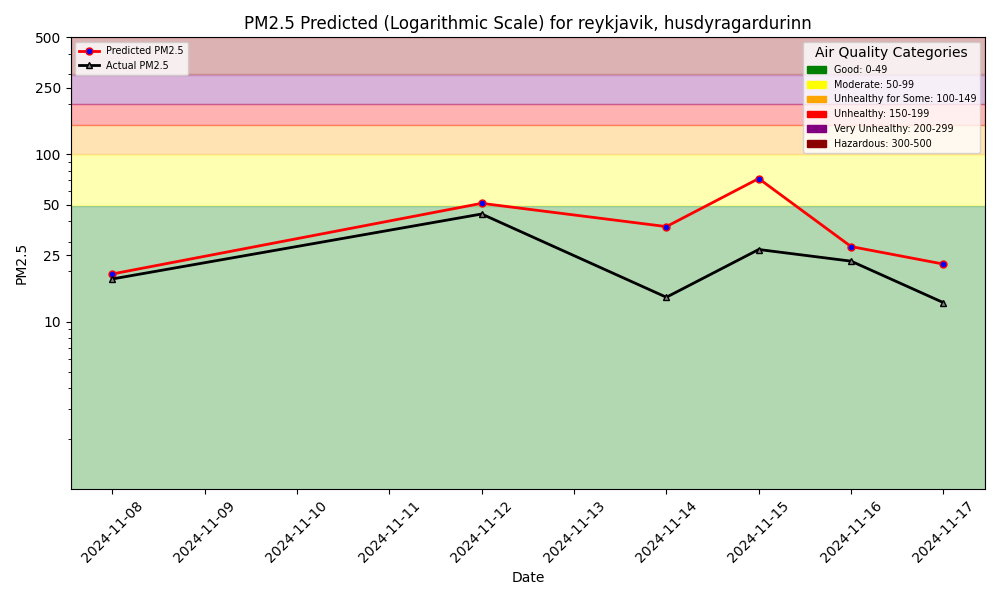 PM2.5 Predicted (Logarithmic Scale) for reykjavik, husdyragardurinn
Predicted PM2.5
Actual PM2.5
Air Quality Categories
Good: 0-49
Moderate: 50-99
Unhealthy for Some: 100-149
Unhealthy: 150-199
Very Unhealthy: 200-299
Hazardous: 300-500
500
250
100
50
25
10
PM2.5
2024-11-08
2024-11-09
2024-11-10
2024-11-11
2024-11-12
2024-11-13
2024-11-14
2024-11-15
2024-11-16
2024-11-17
Date